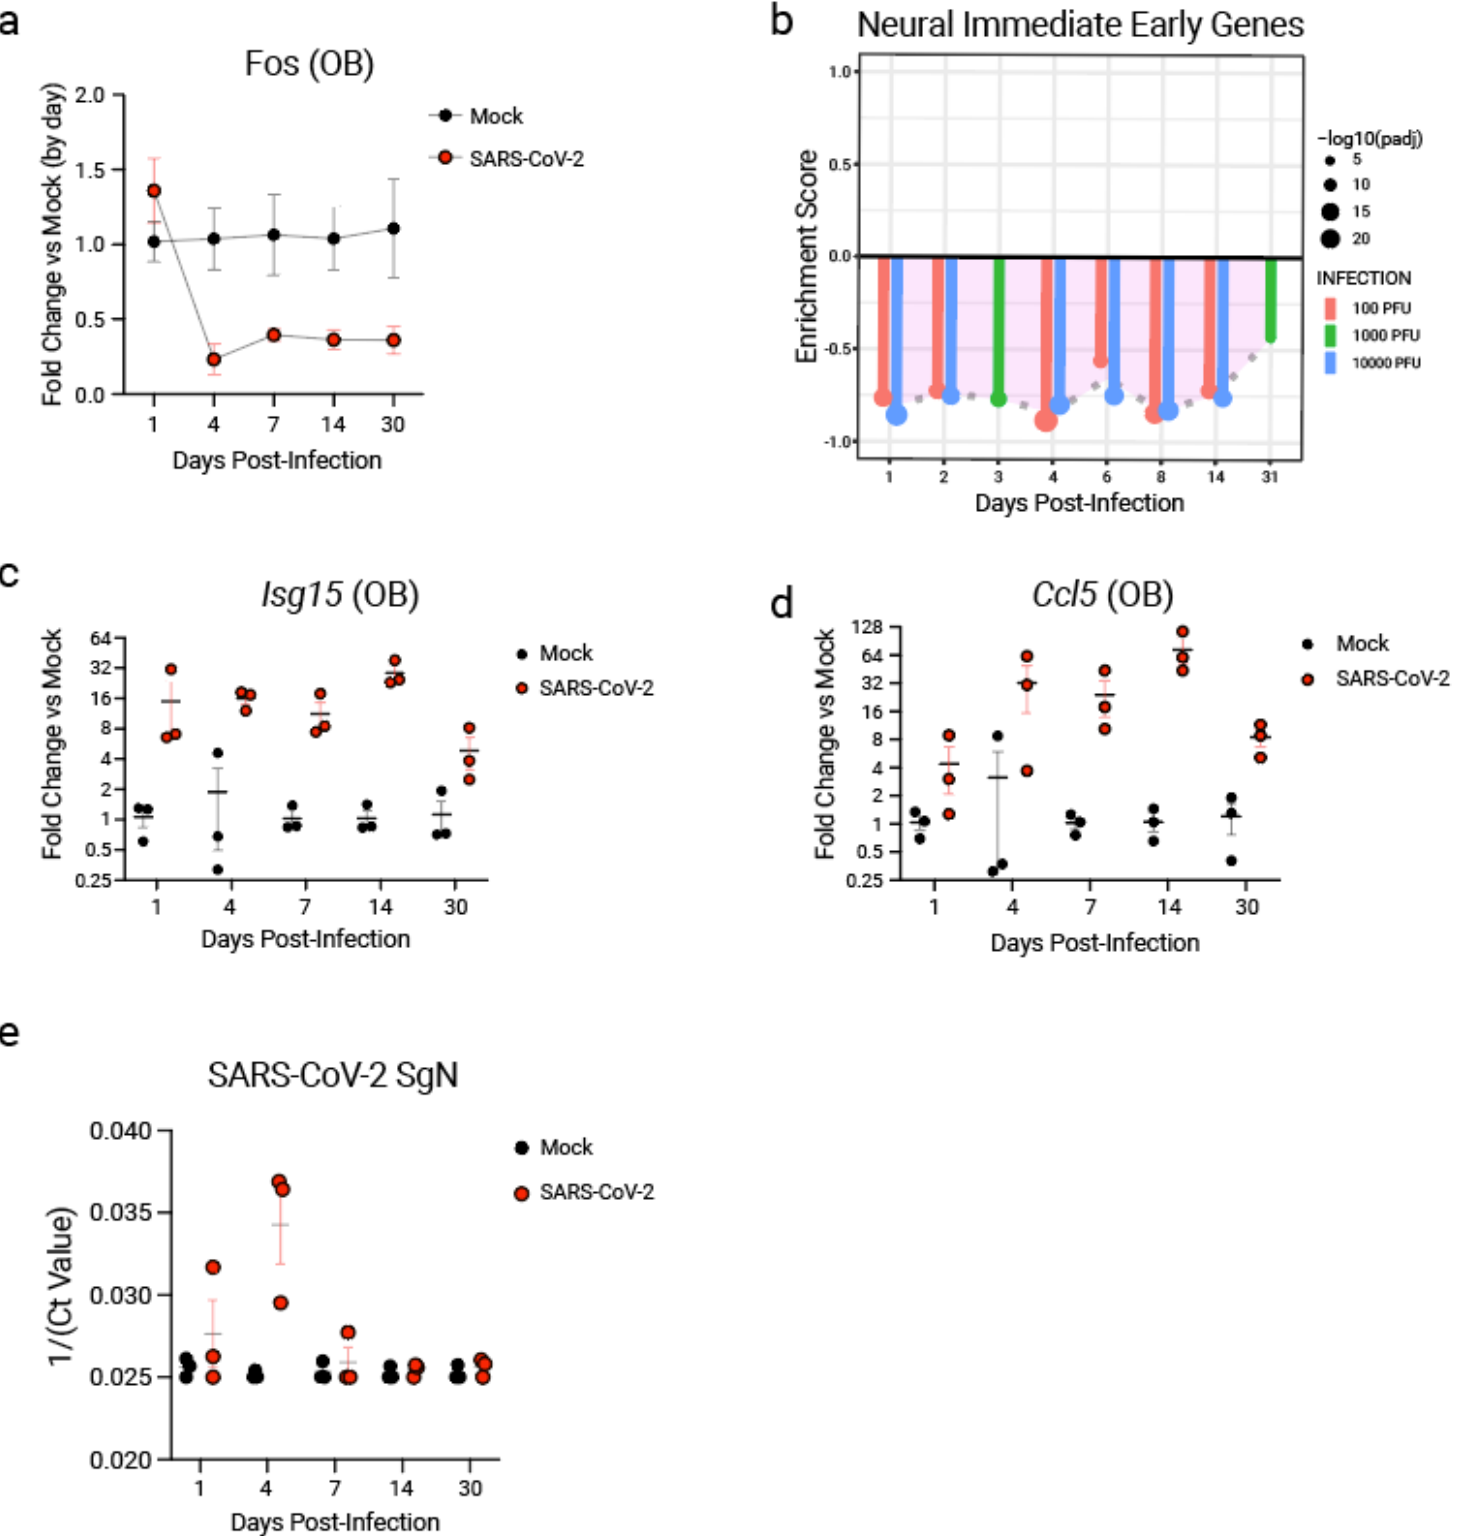 a
Fos (OB)
Fold Change vs Mock (by day)
2.0
1.5
1.0
0.5
0.0
1 4 7 14 30
Days Post-Infection
Mock
SARS-CoV-2
b
Neural Immediate Early Genes
Enrichment Score
1.0
0.5
0.0
-0.5
-1.0
1 2 3 4 6 8 14 31
Days Post-Infection
−log10(padj)
5
10
15
20
INFECTION
100 PFU
1000 PFU
10000 PFU
c
Isg15 (OB)
Fold Change vs Mock
64
32
16
8
4
2
1
0.5
0.25
1 4 7 14 30
Days Post-Infection
Mock
SARS-CoV-2
d
Ccl5 (OB)
Fold Change vs Mock
128
64
32
16
8
4
2
1
0.5
0.25
1 4 7 14 30
Days Post-Infection
Mock
SARS-CoV-2
e
SARS-CoV-2 SgN
1/(Ct Value)
0.040
0.035
0.030
0.025
0.020
1 4 7 14 30
Days Post-Infection
Mock
SARS-CoV-2